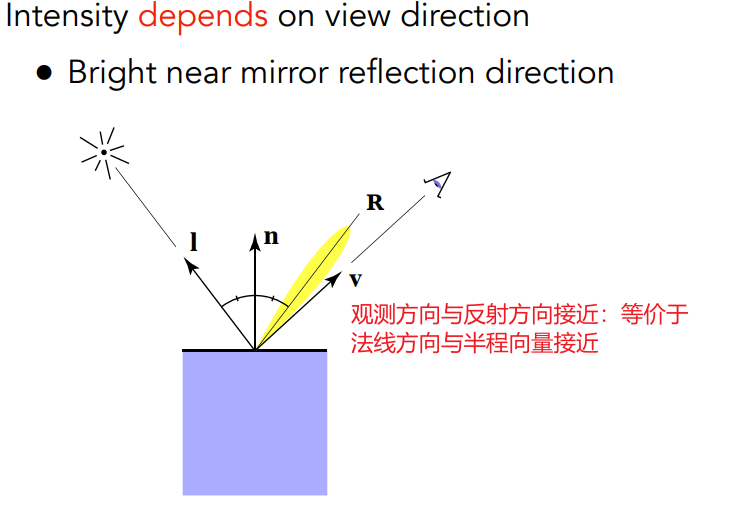 Intensity depends on view direction
● Bright near mirror reflection direction
R
l
n
v
观测方向与反射方向接近：等价于
法线方向与半程向量接近